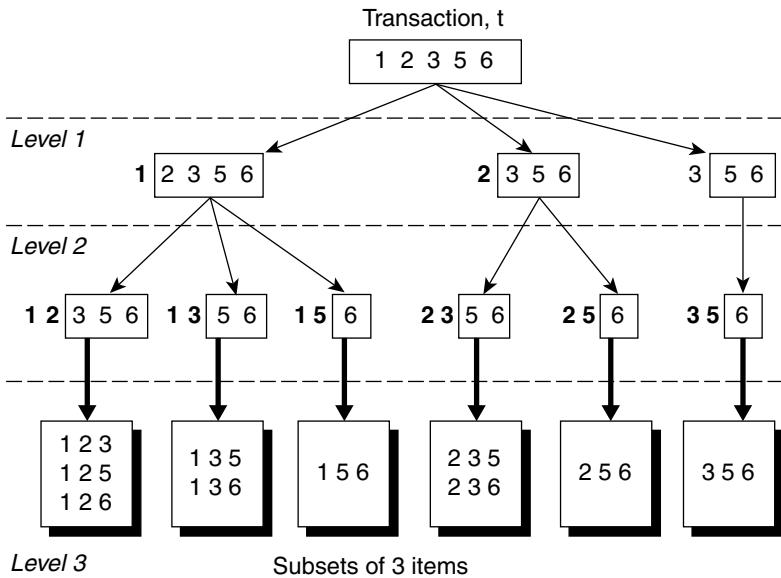 Transaction, t
1 2 3 5 6
Level 1
1 2 3 5 6
2 3 5 6
3 5 6
Level 2
1 2 3 5 6
1 3 5 6
1 5 6
2 3 5 6
2 5 6
3 5 6
1 2 3
1 2 5
1 2 6
1 3 5
1 3 6
1 5 6
2 3 5
2 3 6
2 5 6
3 5 6
Level 3
Subsets of 3 items